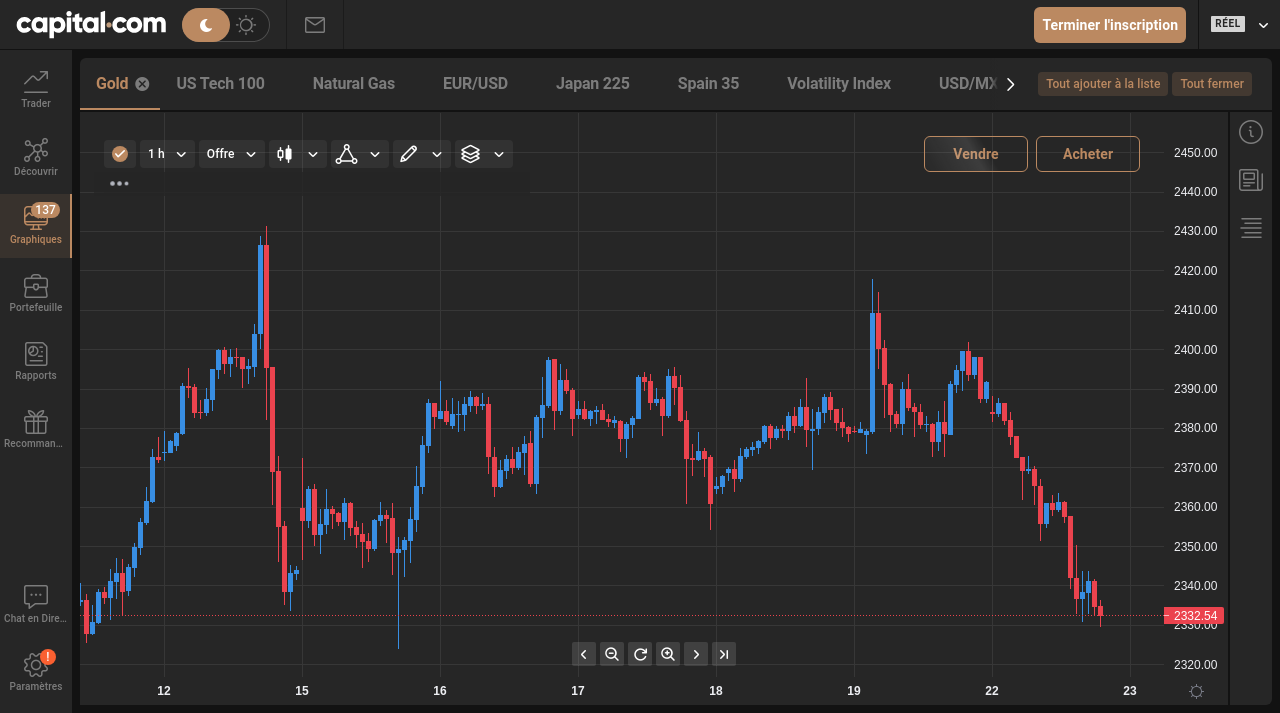 capital.com
Terminer l'inscription
RÉEL
Trader
Découvrir
137
Graphiques
Portefeuille
Rapports
Recomman...
Chat en Dire...
!
Paramètres
Gold
US Tech 100
Natural Gas
EUR/USD
Japan 225
Spain 35
Volatility Index
USD/MX
Tout ajouter à la liste
Tout fermer
1 h
Offre
Vendre
Acheter
2450.00
2440.00
2430.00
2420.00
2410.00
2400.00
2390.00
2380.00
2370.00
2360.00
2350.00
2340.00
2332.54
2330.00
2320.00
12
15
16
17
18
19
22
23